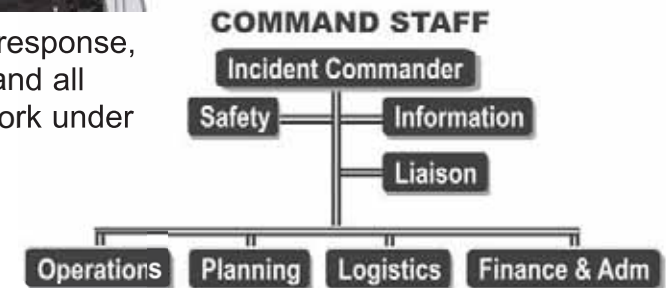 response,
and all
ork under
COMMAND STAFF
Incident Commander
Safety Information
Liaison
Operations Planning Logistics Finance & Adm